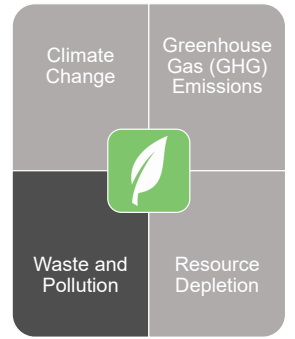 Climate
Change
Greenhouse
Gas (GHG)
Emissions
Waste and
Pollution
Resource
Depletion